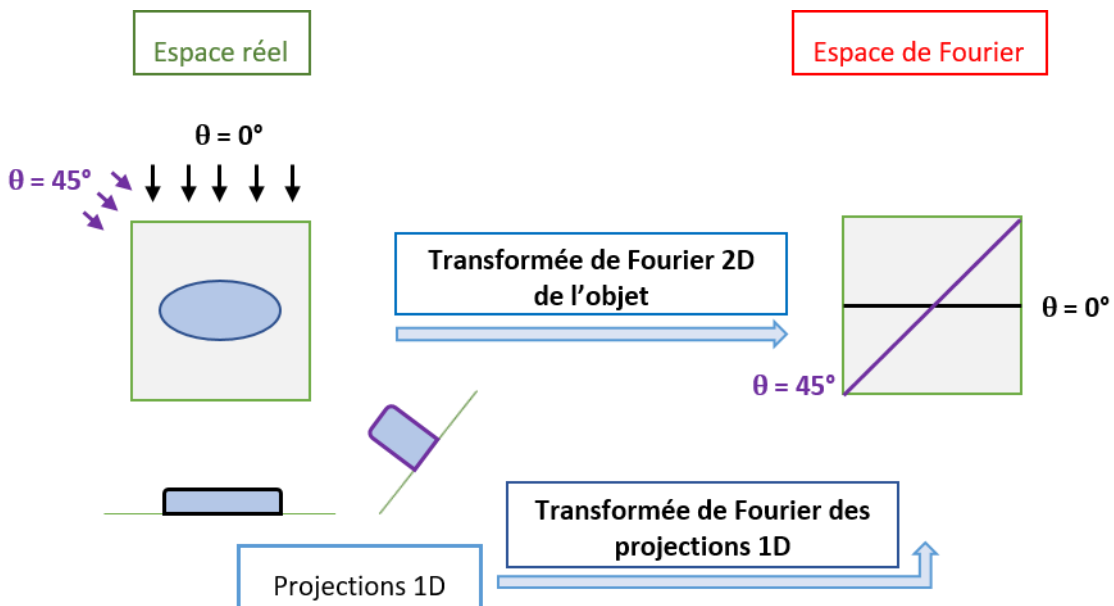 Espace réel
Espace de Fourier
θ = 0°
θ = 45°
Transformée de Fourier 2D
de l’objet
θ = 0°
θ = 45°
Transformée de Fourier des
projections 1D
Projections 1D